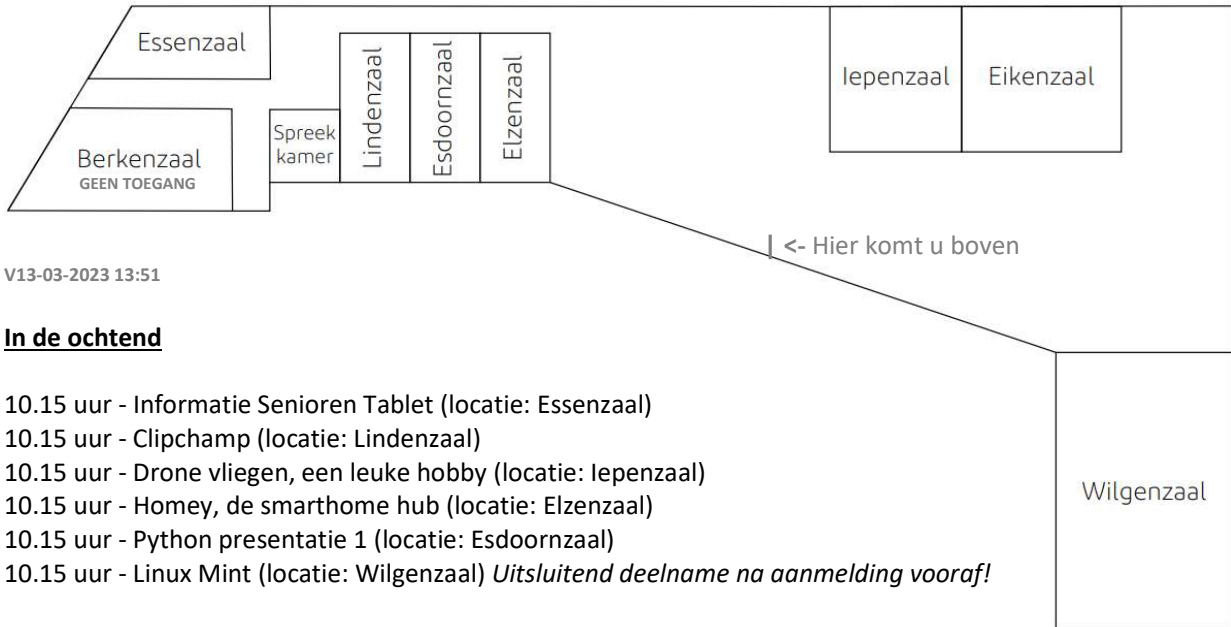 Essenzaal
Lindenzaal
Esdoornzaal
Elzenzaal
Iepenzaal
Eikenzaal
Spreek
kamer
Berkenzaal
GEEN TOEGANG
| <- Hier komt u boven
V13-03-2023 13:51
In de ochtend
10.15 uur - Informatie Senioren Tablet (locatie: Essenzaal)
10.15 uur - Clipchamp (locatie: Lindenzaal)
10.15 uur - Drone vliegen, een leuke hobby (locatie: Iepenzaal)
10.15 uur - Homey, de smarthome hub (locatie: Elzenzaal)
10.15 uur - Python presentatie 1 (locatie: Esdoornzaal)
10.15 uur - Linux Mint (locatie: Wilgenzaal) Uitsluitend deelname na aanmelding vooraf!
Wilgenzaal